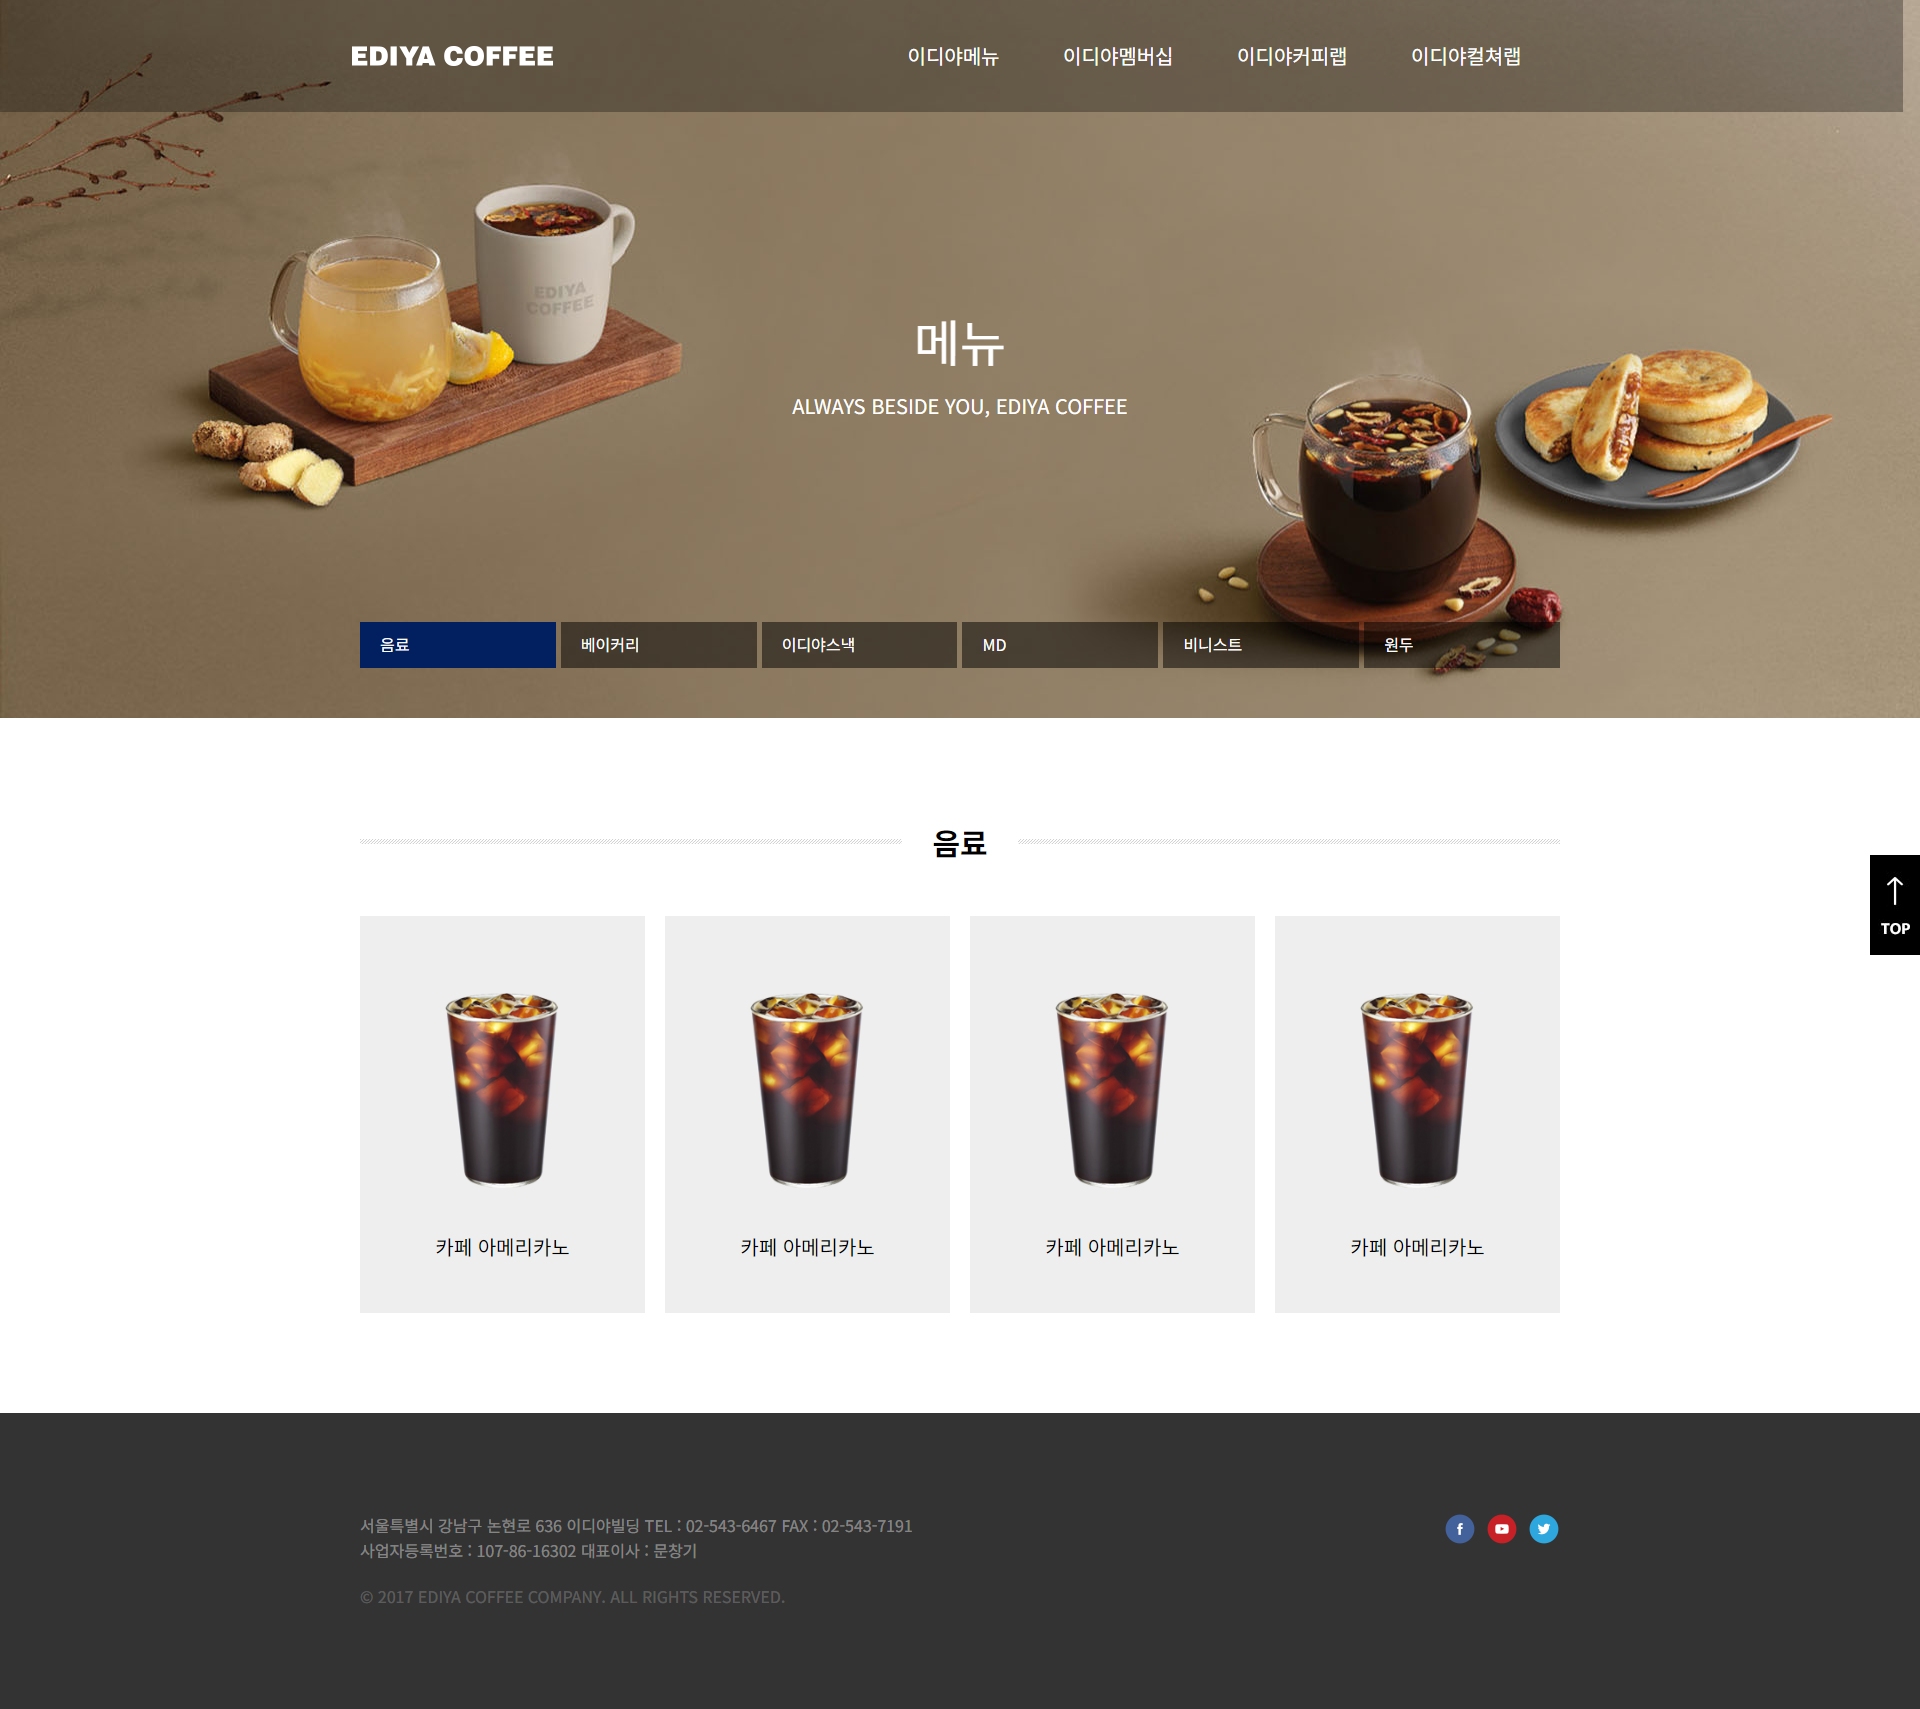 EDIYA COFFEE
이디야메뉴 이디야멤버십 이디야커피랩 이디야컬쳐랩
EDIYA
COFFEE
메뉴
ALWAYS BESIDE YOU, EDIYA COFFEE
음료 베이커리 이디야스낵 MD 비니스트 원두
음료
TOP
카페 아메리카노 카페 아메리카노 카페 아메리카노 카페 아메리카노
서울특별시 강남구 논현로 636 이디야빌딩 TEL : 02-543-6467 FAX : 02-543-7191
사업자등록번호 : 107-86-16302 대표이사 : 문창기
© 2017 EDIYA COFFEE COMPANY. ALL RIGHTS RESERVED.